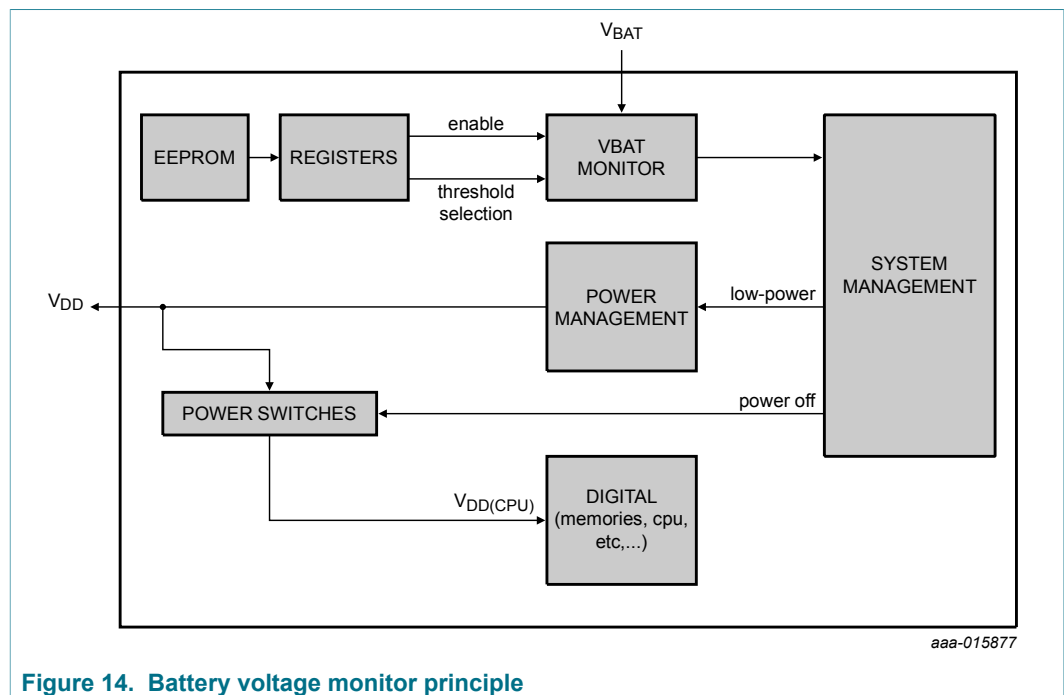 VBAT
EEPROM
REGISTERS
enable
threshold
selection
VBAT
MONITOR
SYSTEM
MANAGEMENT
VDD
POWER
MANAGEMENT
low-power
POWER SWITCHES
power off
VDD(CPU)
DIGITAL
(memories, cpu,
etc,...)
aaa-015877
Figure 14. Battery voltage monitor principle